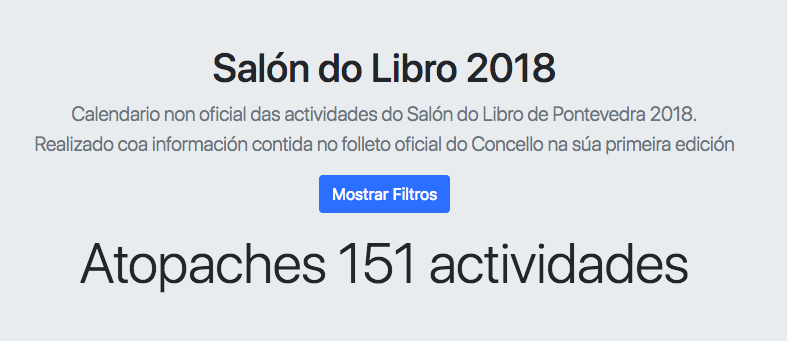 Salón do Libro 2018
Calendario non oficial das actividades do Salón do Libro de Pontevedra 2018.
Realizado coa información contida no folleto oficial do Concello na súa primeira edición
Mostrar Filtros
Atopaches 151 actividades